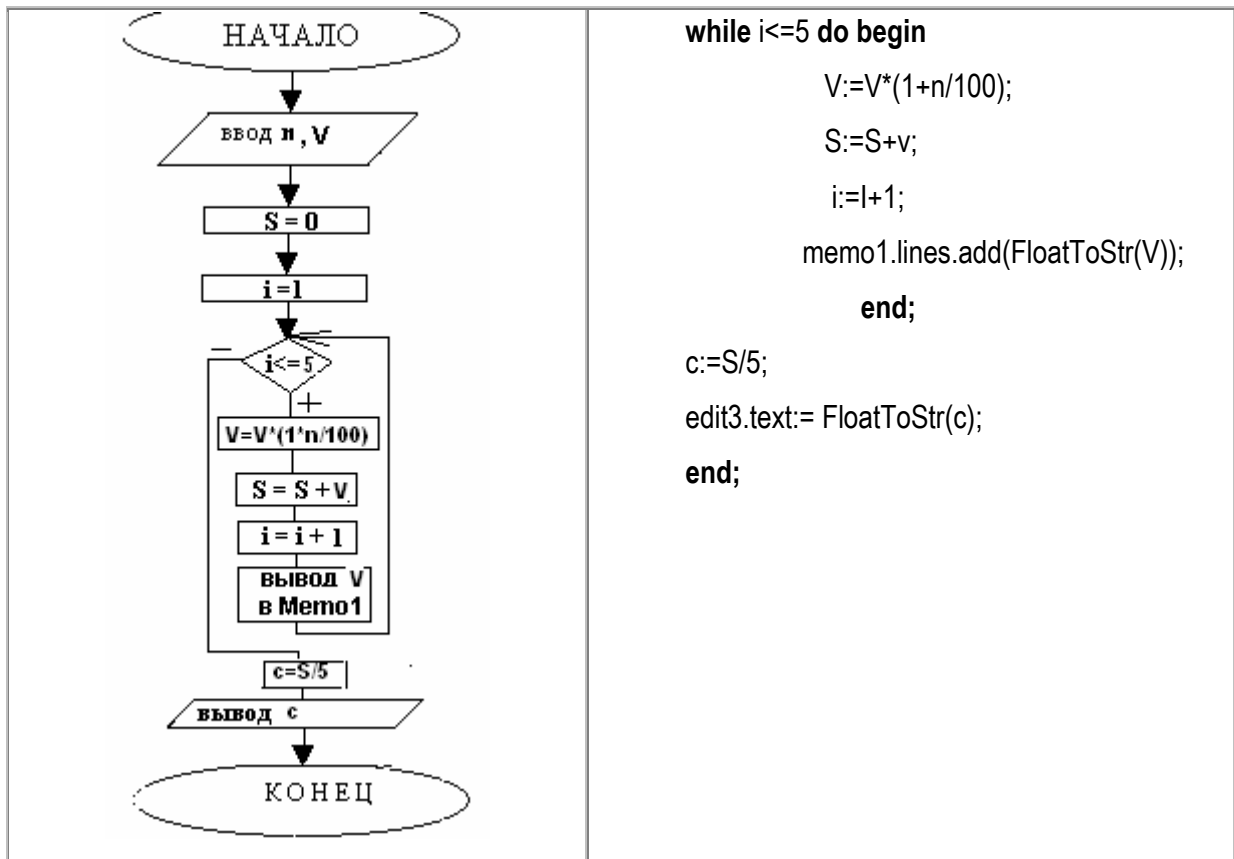 НАЧАЛО
ввод n, V
S = 0
i = 1
i<= 5
—
+
V=V*(1*n/100)
S = S + V
i = i + 1
вывод V
в Memo1
c=S/5
вывод c
КОНЕЦ
while i<=5 do begin
V:=V*(1+n/100);
S:=S+v;
i:=I+1;
memo1.lines.add(FloatToStr(V));
end;
c:=S/5;
edit3.text:= FloatToStr(c);
end;